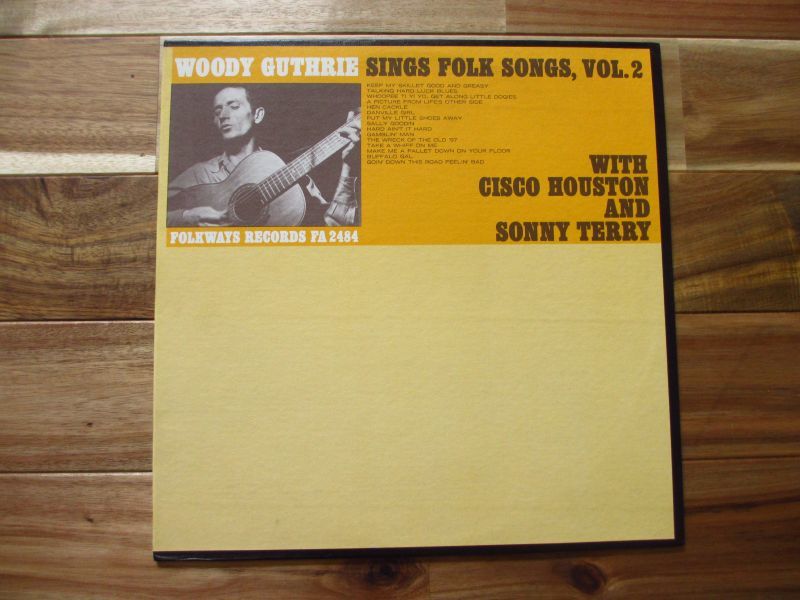 WOODY GUTHRIE SINGS FOLK SONGS, VOL. 2
KEEP MY SKILLET GOOD AND GREASY
TALKING HARD LUCK BLUES
WHOOPEE TI YI YO, GET ALONG LITTLE DOGIES
A PICTURE FROM LIFE'S OTHER SIDE
HEN CACKLE
DANVILLE GIRL
PUT MY LITTLE SHOES AWAY
SALLY GOODIN
HARD AIN'T IT HARD
GAMBLIN' MAN
THE WRECK OF THE OLD '97
TAKE A WHIFF ON ME
MAKE ME A PALLET DOWN ON YOUR FLOOR
BUFFALO GAL
GOIN' DOWN THIS ROAD FEELIN' BAD
WITH
CISCO HOUSTON
AND
SONNY TERRY
FOLKWAYS RECORDS FA 2484